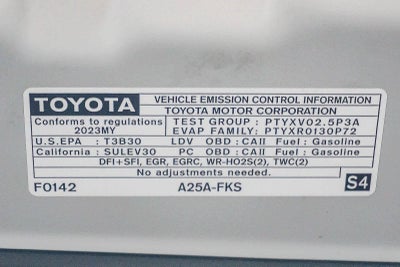 TOYOTA VEHICLE EMISSION CONTROL INFORMATION
TOYOTA MOTOR CORPORATION
Conforms to regulations TEST GROUP : PTYXV02.5P3A
2023MY EVAP FAMILY: PTYXR0130P72
U.S.EPA : T3B30 LDV OBD : CAII Fuel : Gasoline
California : SULEV30 PC OBD : CAII Fuel : Gasoline
DFI+SFI, EGR, EGRC, WR-HO2S(2), TWC(2)
No adjustments needed.
F0142 A25A-FKS S4